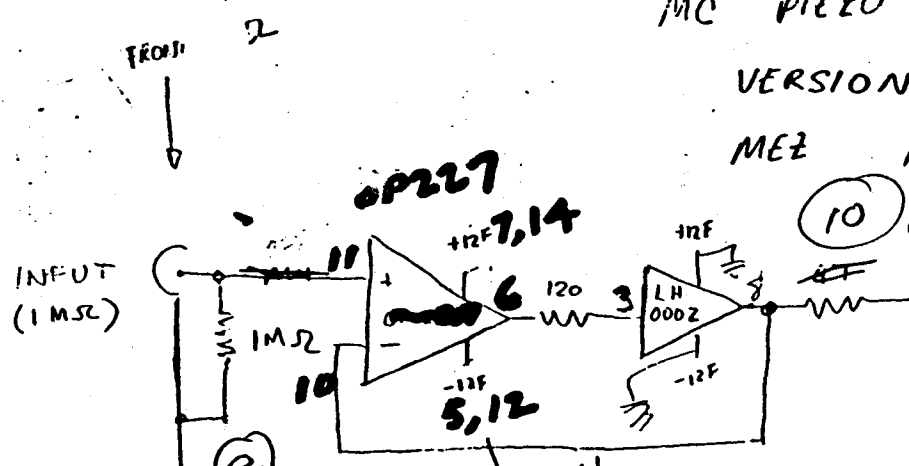 MC PIEZO
FROM
VERSION
MEZ
OP227
+12F 7,14
10
+12F
INPUT
(1MΩ)
11
+
6
120
3
LH
0002
8
1MΩ
−
10
-12F
5,12
-12F